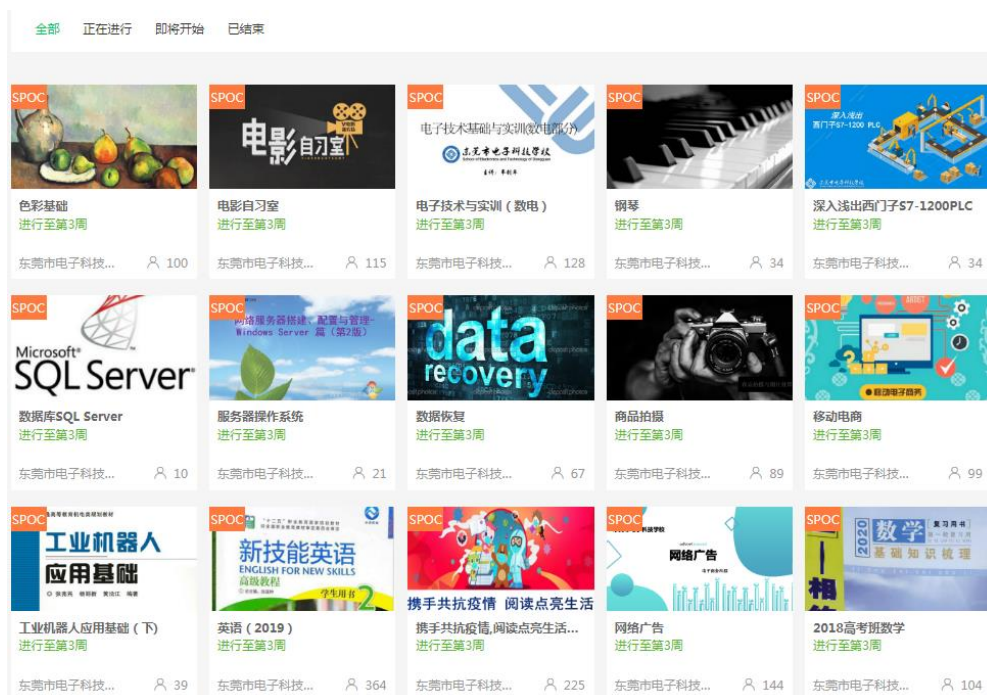 全部 正在进行 即将开始 已结束
SPOC SPOC SPOC SPOC SPOC
电影自习室
电子技术基础与实训(数电部分)
东莞市电子科技学校
深入浅出
西门子S7-1200 PLC
色彩基础 电影自习室 电子技术与实训（数电） 钢琴 深入浅出西门子S7-1200PLC
进行至第3周 进行至第3周 进行至第3周 进行至第3周 进行至第3周
东莞市电子科技... 100 东莞市电子科技... 115 东莞市电子科技... 128 东莞市电子科技... 34 东莞市电子科技... 34
SPOC SPOC SPOC SPOC SPOC
Microsoft®
SQL Server®
网络服务器搭建、配置与管理-
Windows Server 篇（第2版）
data
recovery
移动电子商务
数据库SQL Server 服务器操作系统 数据恢复 商品拍摄 移动电商
进行至第3周 进行至第3周 进行至第3周 进行至第3周 进行至第3周
东莞市电子科技... 10 东莞市电子科技... 21 东莞市电子科技... 67 东莞市电子科技... 89 东莞市电子科技... 99
SPOC SPOC SPOC SPOC SPOC
工业机器人
应用基础
新技能英语
ENGLISH FOR NEW SKILLS
高级教程
学生用书 2
携手共抗疫情 阅读点亮生活
网络广告
2020 数学 复习用书
基础知识梳理
工业机器人应用基础（下） 英语（2019） 携手共抗疫情,阅读点亮生活... 网络广告 2018高考班数学
进行至第3周 进行至第3周 进行至第3周 进行至第3周 进行至第3周
东莞市电子科技... 39 东莞市电子科技... 364 东莞市电子科技... 225 东莞市电子科技... 144 东莞市电子科技... 104